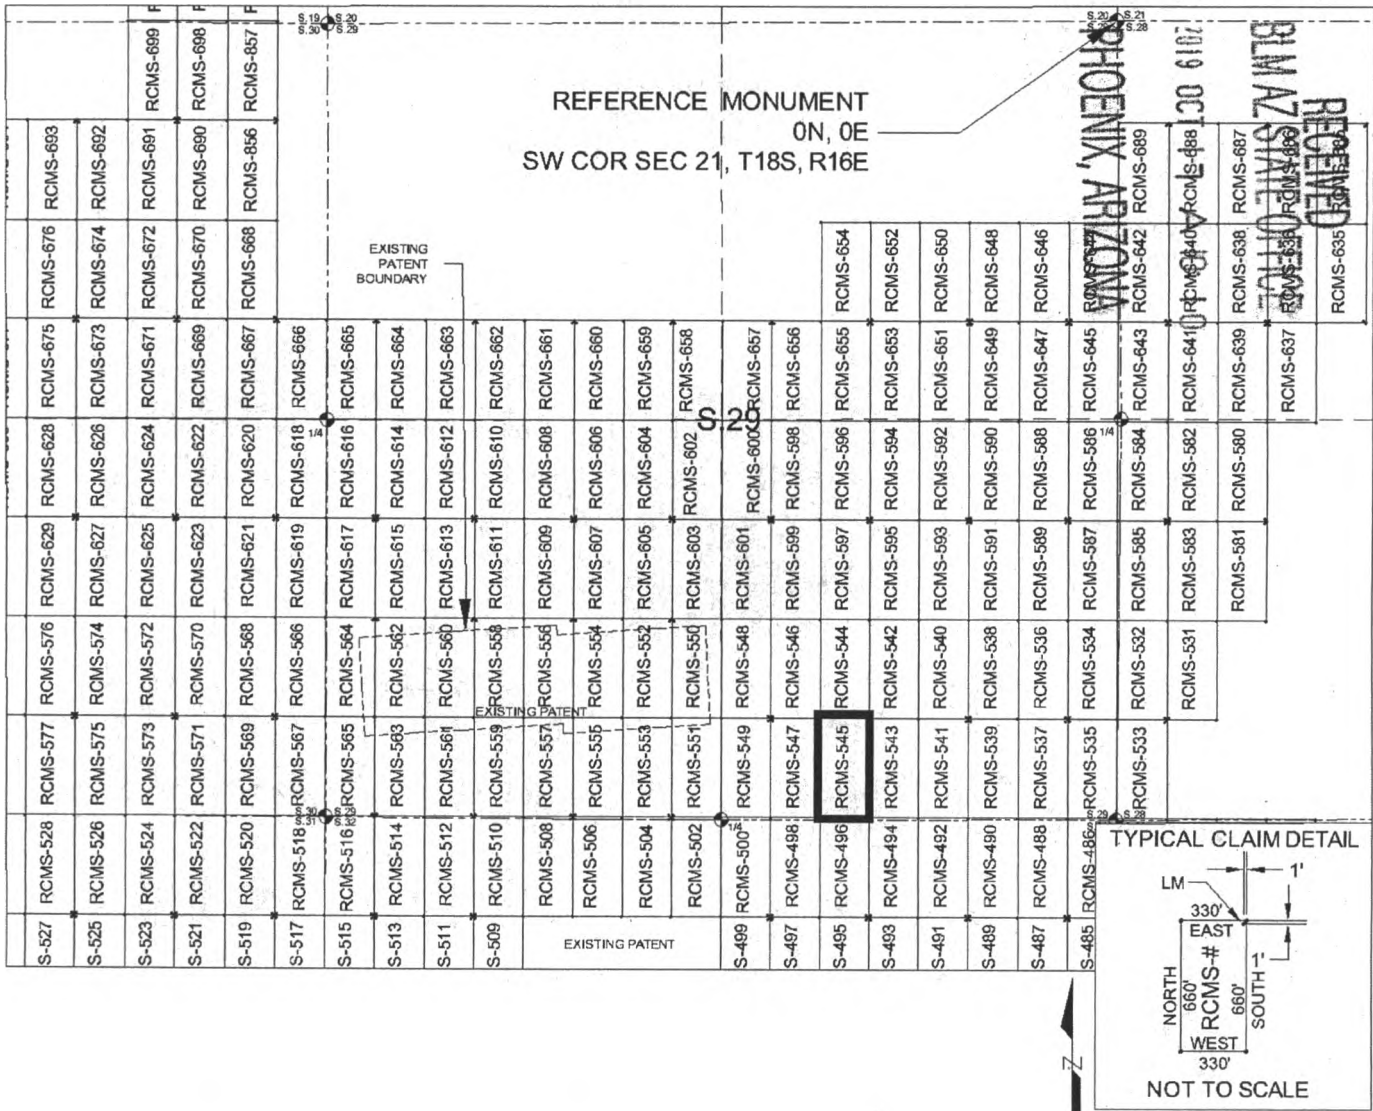 S.19 S.20
S.30 S.29
S.20 S.21
S.28
RCMS-699 RCMS-698 RCMS-857
REFERENCE MONUMENT
0N, 0E
SW COR SEC 21, T18S, R16E
RECEIVED
BLM AZ STATE OFFICE
2019 OCT
PHOENIX, ARIZONA
RCMS-693 RCMS-692 RCMS-691 RCMS-690 RCMS-856 RCMS-689 RCMS-688 RCMS-687 RCMS-686
EXISTING
PATENT
BOUNDARY
RCMS-676 RCMS-674 RCMS-672 RCMS-670 RCMS-668 RCMS-654 RCMS-652 RCMS-650 RCMS-648 RCMS-646 RCMS-642 RCMS-640 RCMS-638 RCMS-636 RCMS-635
RCMS-675 RCMS-673 RCMS-671 RCMS-669 RCMS-667 RCMS-666 RCMS-665 RCMS-664 RCMS-663 RCMS-662 RCMS-661 RCMS-660 RCMS-659 RCMS-658 RCMS-657 RCMS-656 RCMS-655 RCMS-653 RCMS-651 RCMS-649 RCMS-647 RCMS-645 RCMS-643 RCMS-641 RCMS-639 RCMS-637
S.29
1/4 1/4
RCMS-628 RCMS-626 RCMS-624 RCMS-622 RCMS-620 RCMS-618 RCMS-616 RCMS-614 RCMS-612 RCMS-610 RCMS-608 RCMS-606 RCMS-604 RCMS-602 RCMS-600 RCMS-598 RCMS-596 RCMS-594 RCMS-592 RCMS-590 RCMS-588 RCMS-586 RCMS-584 RCMS-582 RCMS-580
RCMS-629 RCMS-627 RCMS-625 RCMS-623 RCMS-621 RCMS-619 RCMS-617 RCMS-615 RCMS-613 RCMS-611 RCMS-609 RCMS-607 RCMS-605 RCMS-603 RCMS-601 RCMS-599 RCMS-597 RCMS-595 RCMS-593 RCMS-591 RCMS-589 RCMS-587 RCMS-585 RCMS-583 RCMS-581
RCMS-576 RCMS-574 RCMS-572 RCMS-570 RCMS-568 RCMS-566 RCMS-564 RCMS-562 RCMS-560 RCMS-558 RCMS-556 RCMS-554 RCMS-552 RCMS-550 RCMS-548 RCMS-546 RCMS-544 RCMS-542 RCMS-540 RCMS-538 RCMS-536 RCMS-534 RCMS-532 RCMS-531
EXISTING PATENT
RCMS-577 RCMS-575 RCMS-573 RCMS-571 RCMS-569 RCMS-567 RCMS-565 RCMS-563 RCMS-561 RCMS-559 RCMS-557 RCMS-555 RCMS-553 RCMS-551 RCMS-549 RCMS-547 RCMS-545 RCMS-543 RCMS-541 RCMS-539 RCMS-537 RCMS-535 RCMS-533
S.30 S.29
S.31 S.32
1/4
S.29 S.28
RCMS-528 RCMS-526 RCMS-524 RCMS-522 RCMS-520 RCMS-518 RCMS-516 RCMS-514 RCMS-512 RCMS-510 RCMS-508 RCMS-506 RCMS-504 RCMS-502 RCMS-500 RCMS-498 RCMS-496 RCMS-494 RCMS-492 RCMS-490 RCMS-488 RCMS-486
S-527 S-525 S-523 S-521 S-519 S-517 S-515 S-513 S-511 S-509 EXISTING PATENT S-499 S-497 S-495 S-493 S-491 S-489 S-487 S-485
TYPICAL CLAIM DETAIL
LM
1'
330'
EAST
1'
NORTH
660'
RCMS-#
660'
SOUTH
WEST
330'
NOT TO SCALE
N